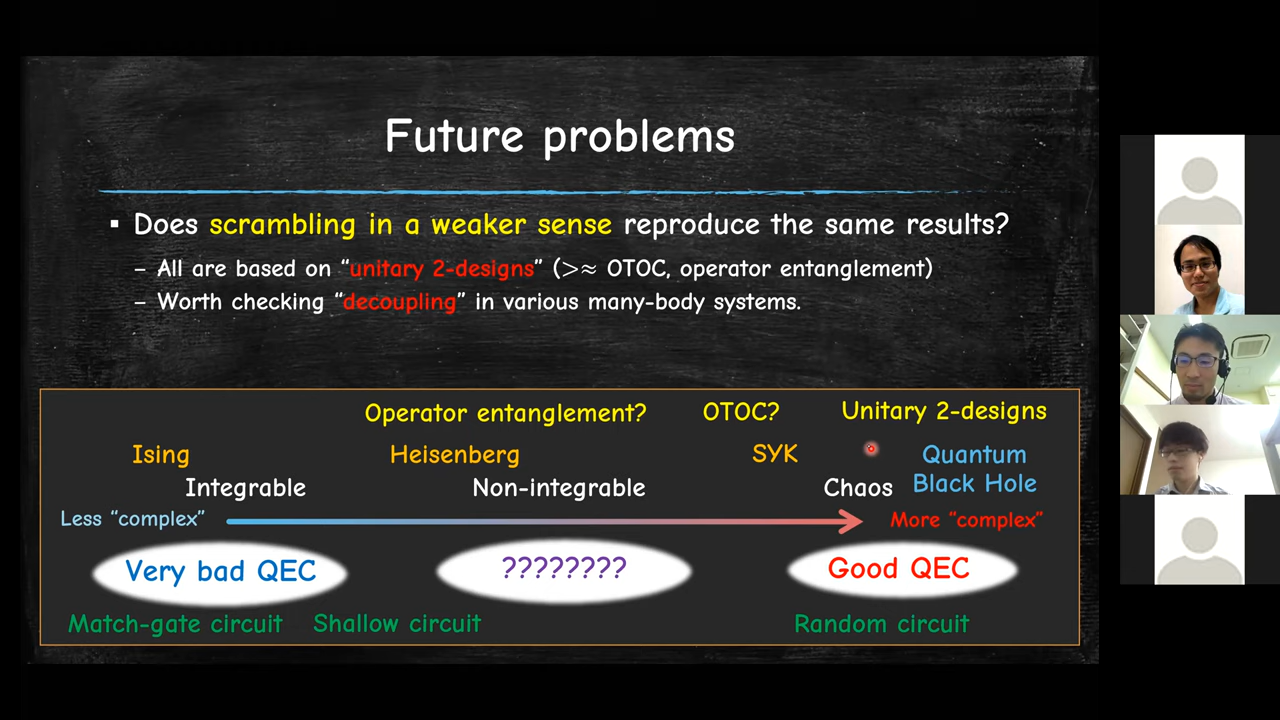 Future problems
▪ Does scrambling in a weaker sense reproduce the same results?
– All are based on “unitary 2-designs” (>≈ OTOC, operator entanglement)
– Worth checking “decoupling” in various many-body systems.
Operator entanglement? OTOC? Unitary 2-designs
Ising Heisenberg SYK Quantum
Integrable Non-integrable Chaos Black Hole
Less “complex” More “complex”
Very bad QEC ???????? Good QEC
Match-gate circuit Shallow circuit Random circuit